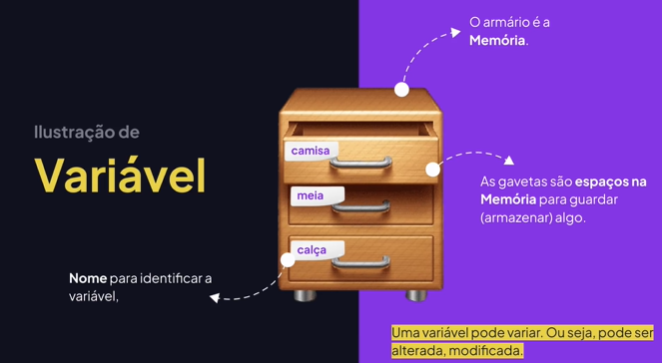 Ilustração de
Variável
O armário é a
Memória.
camisa
meia
calça
As gavetas são espaços na
Memória para guardar
(armazenar) algo.
Nome para identificar a
variável,
Uma variável pode variar. Ou seja, pode ser
alterada, modificada.